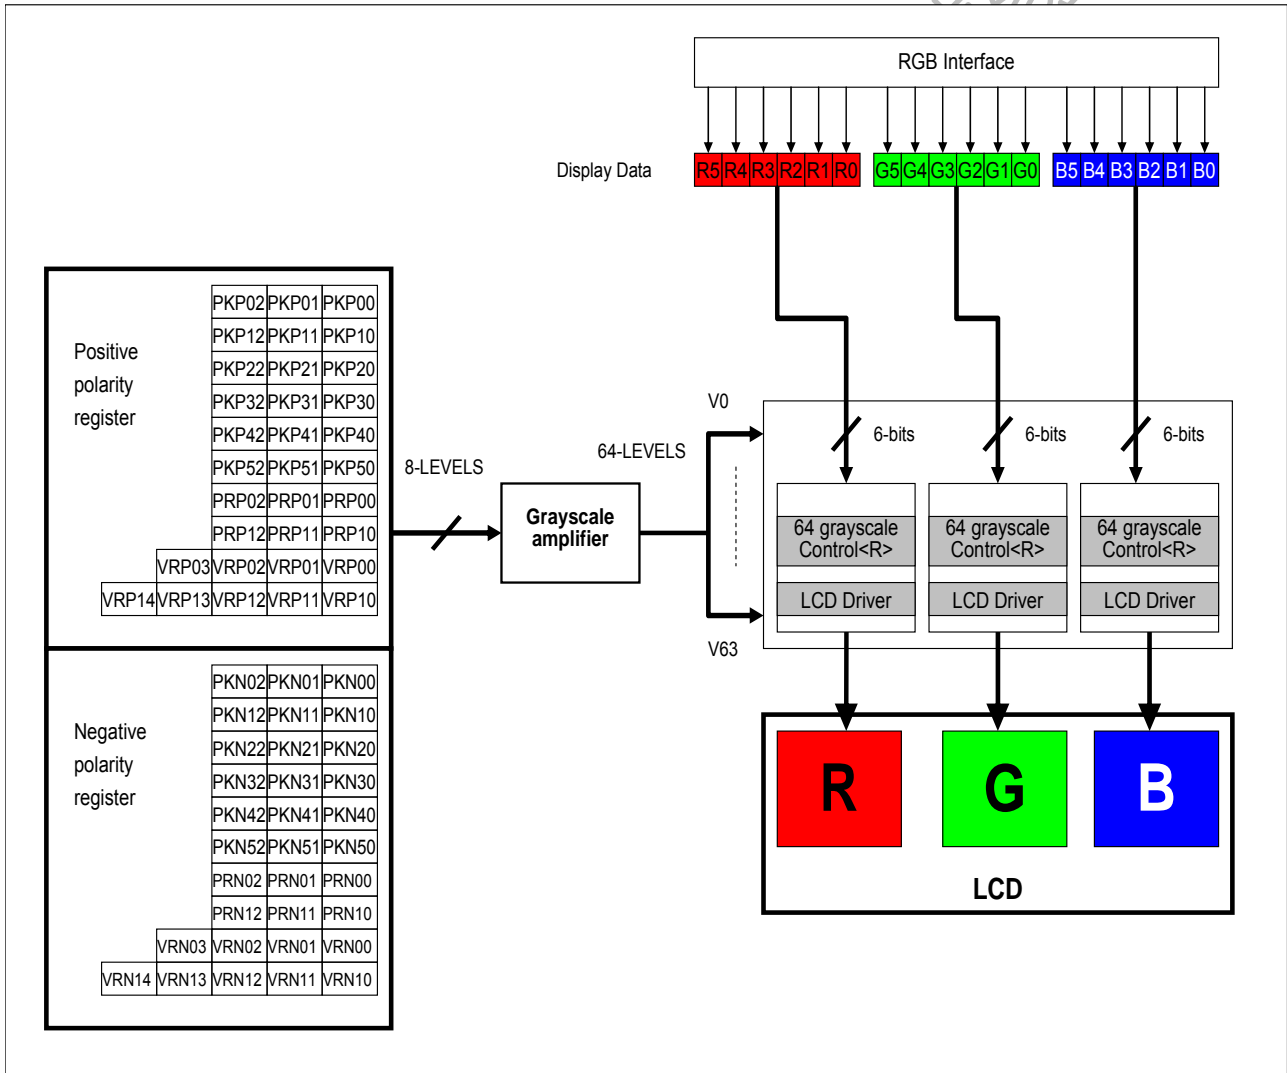 RGB Interface
Display Data
R5 R4 R3 R2 R1 R0 G5 G4 G3 G2 G1 G0 B5 B4 B3 B2 B1 B0
Positive
polarity
register
PKP02 PKP01 PKP00
PKP12 PKP11 PKP10
PKP22 PKP21 PKP20
PKP32 PKP31 PKP30
PKP42 PKP41 PKP40
PKP52 PKP51 PKP50
PRP02 PRP01 PRP00
PRP12 PRP11 PRP10
VRP03 VRP02 VRP01 VRP00
VRP14 VRP13 VRP12 VRP11 VRP10
Negative
polarity
register
PKN02 PKN01 PKN00
PKN12 PKN11 PKN10
PKN22 PKN21 PKN20
PKN32 PKN31 PKN30
PKN42 PKN41 PKN40
PKN52 PKN51 PKN50
PRN02 PRN01 PRN00
PRN12 PRN11 PRN10
VRN03 VRN02 VRN01 VRN00
VRN14 VRN13 VRN12 VRN11 VRN10
8-LEVELS
Grayscale
amplifier
64-LEVELS
V0
V63
6-bits 6-bits 6-bits
64 grayscale 64 grayscale 64 grayscale
Control<R> Control<R> Control<R>
LCD Driver LCD Driver LCD Driver
R G B
LCD